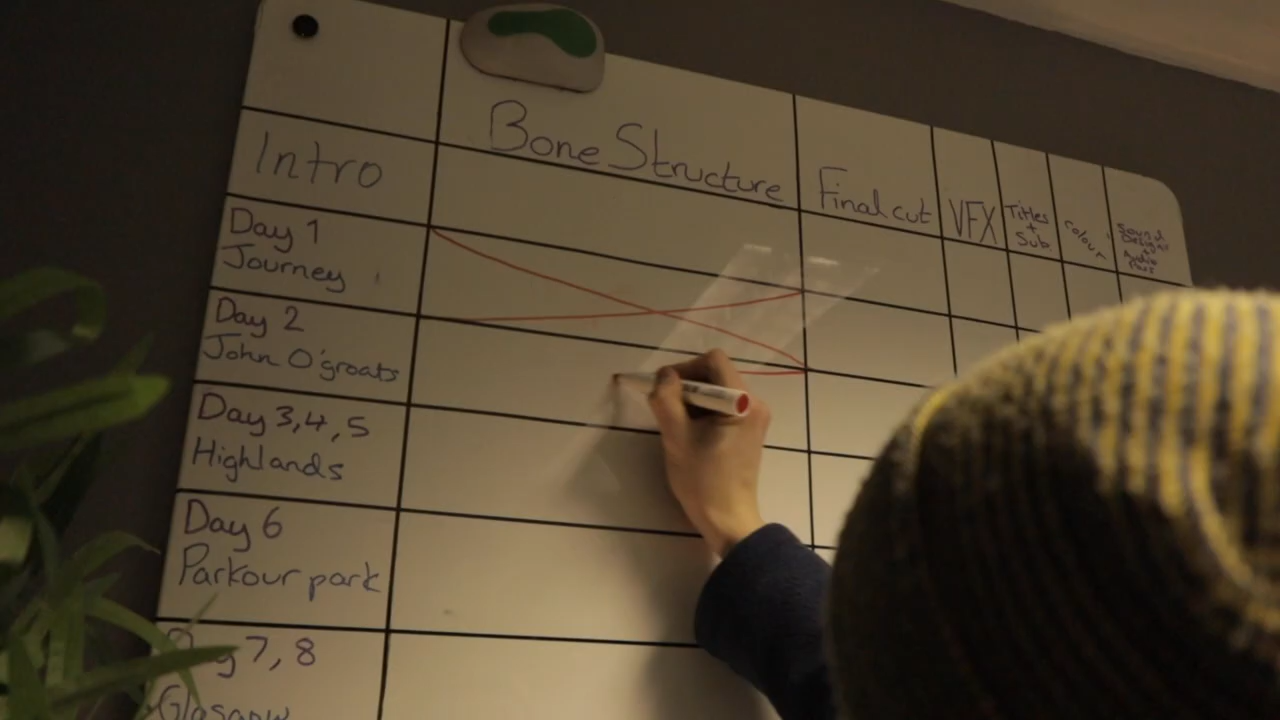 Bone Structure
Final cut
VFX
Titles
+
Sub.
Colour
Sound
Design
+
Audio
Pass
Intro
Day 1
Journey
Day 2
John O'groats
Day 3,4,5
Highlands
Day 6
Parkour park
Day 7, 8
Glasgow